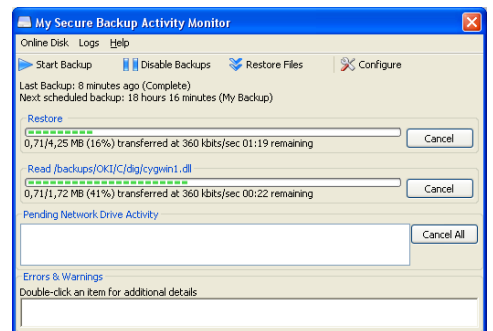 My Secure Backup Activity Monitor
Online Disk Logs Help
Start Backup Disable Backups Restore Files Configure
Last Backup: 8 minutes ago (Complete)
Next scheduled backup: 18 hours 16 minutes (My Backup)
Restore
0,71/4,25 MB (16%) transferred at 360 kbits/sec 01:19 remaining
Cancel
Read /backups/OKI/C/dig/cygwin1.dll
0,71/1,72 MB (41%) transferred at 360 kbits/sec 00:22 remaining
Cancel
Pending Network Drive Activity
Cancel All
Errors & Warnings
Double-click an item for additional details